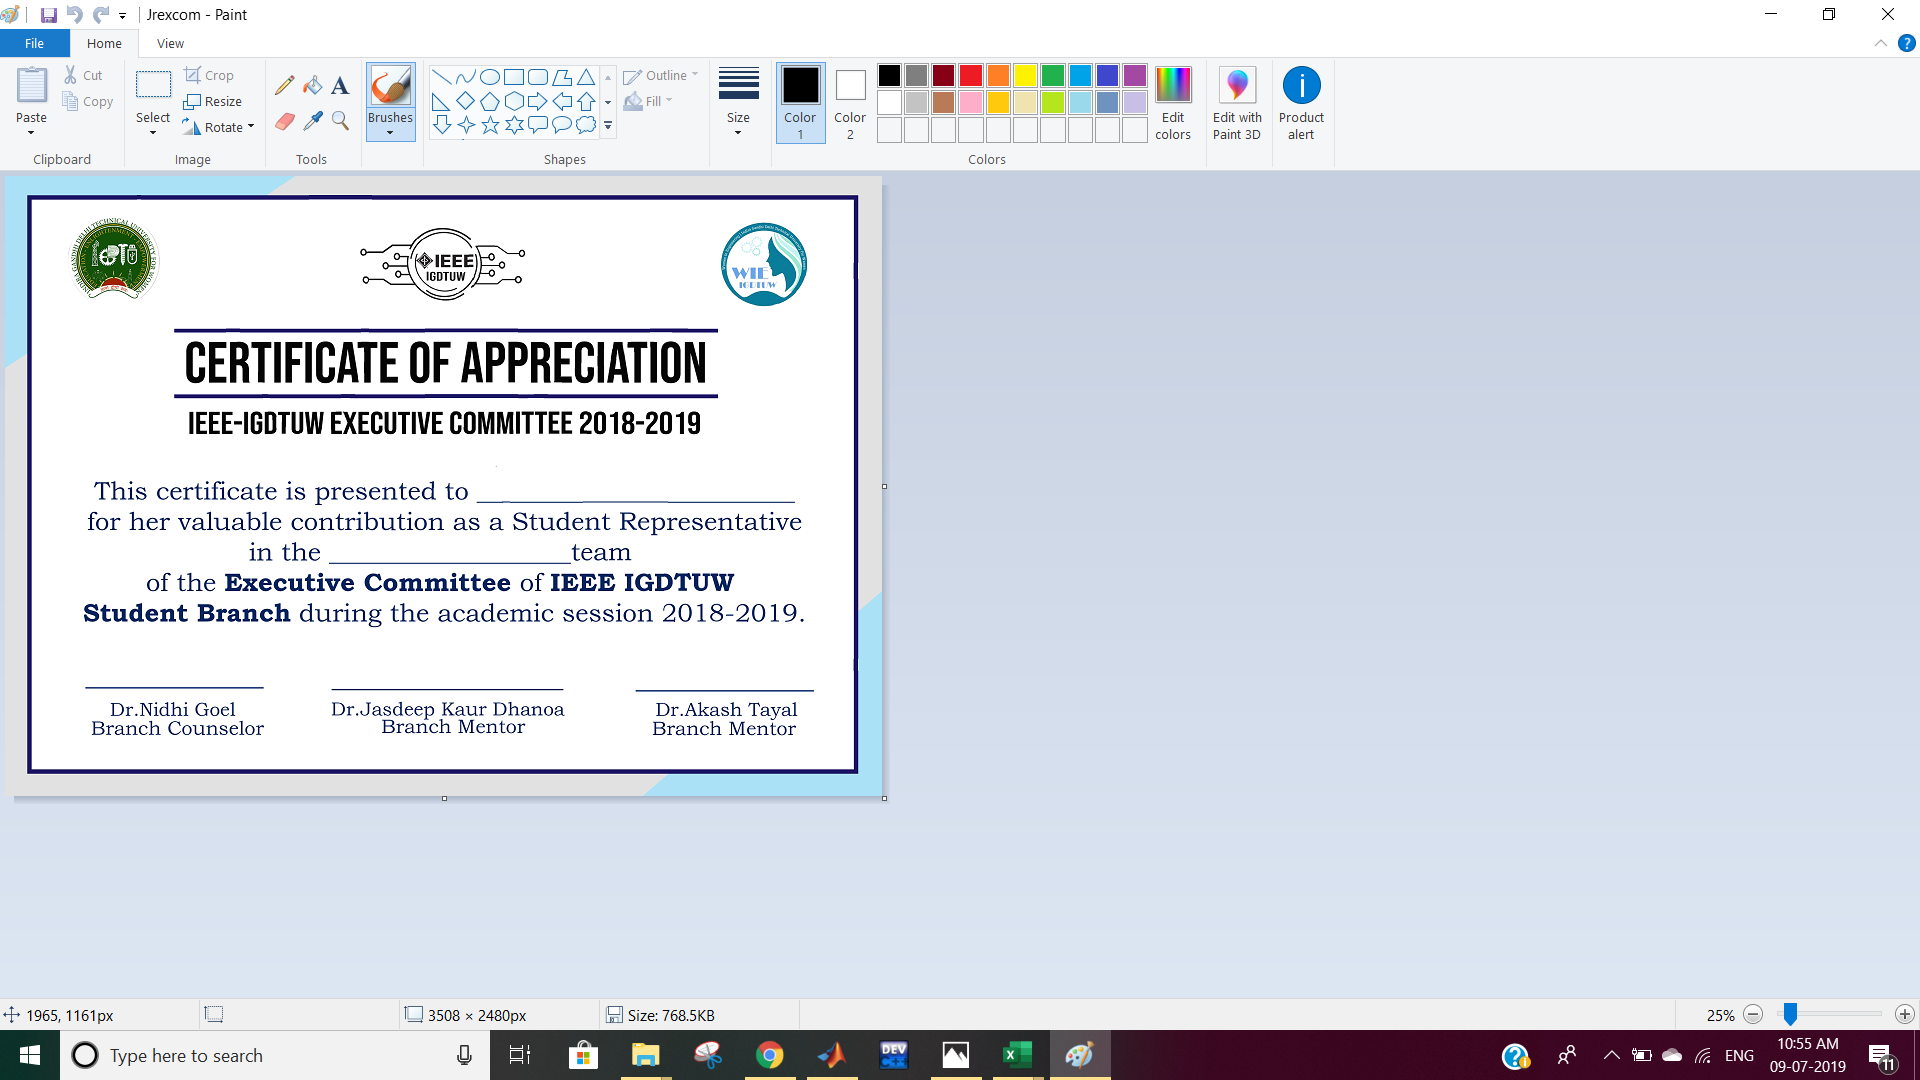 Jrexcom - Paint
File
Home
View
Paste
Cut
Copy
Clipboard
Select
Crop
Resize
Rotate
Image
A
Tools
Brushes
Shapes
Outline
Fill
Size
Color 1
Color 2
Colors
Edit colors
Edit with Paint 3D
Product alert
IEEE
IGDTUW
WIE
IGDTUW
CERTIFICATE OF APPRECIATION
IEEE-IGDTUW EXECUTIVE COMMITTEE 2018-2019
This certificate is presented to ______________________
for her valuable contribution as a Student Representative
in the _________________team
of the Executive Committee of IEEE IGDTUW
Student Branch during the academic session 2018-2019.
Dr.Nidhi Goel
Branch Counselor
Dr.Jasdeep Kaur Dhanoa
Branch Mentor
Dr.Akash Tayal
Branch Mentor
1965, 1161px
3508 × 2480px
Size: 768.5KB
25%
Type here to search
DEV
ENG
10:55 AM
09-07-2019
11